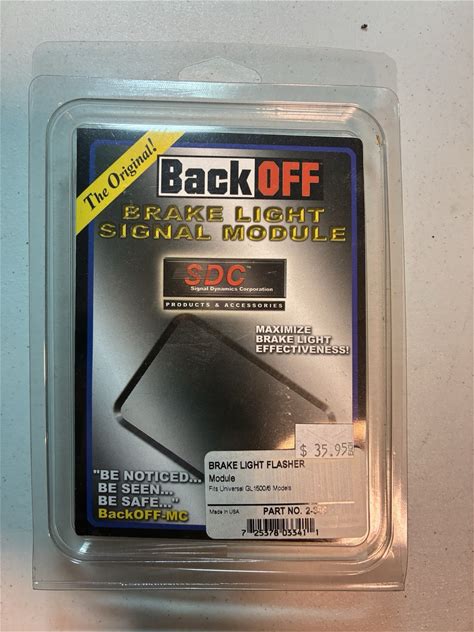 The Original!
BackOFF
BRAKE LIGHT
SIGNAL MODULE
SDC™
Signal Dynamics Corporation
PRODUCTS & ACCESSORIES
MAXIMIZE
BRAKE LIGHT
EFFECTIVENESS!
$ 35.95
BRAKE LIGHT FLASHER
Module
Fits Universal GL1500/6 Models
Made in USA
PART NO.
"BE NOTICED...
BE SEEN...
BE SAFE..."
BackOFF-MC
7 25376 03341 1